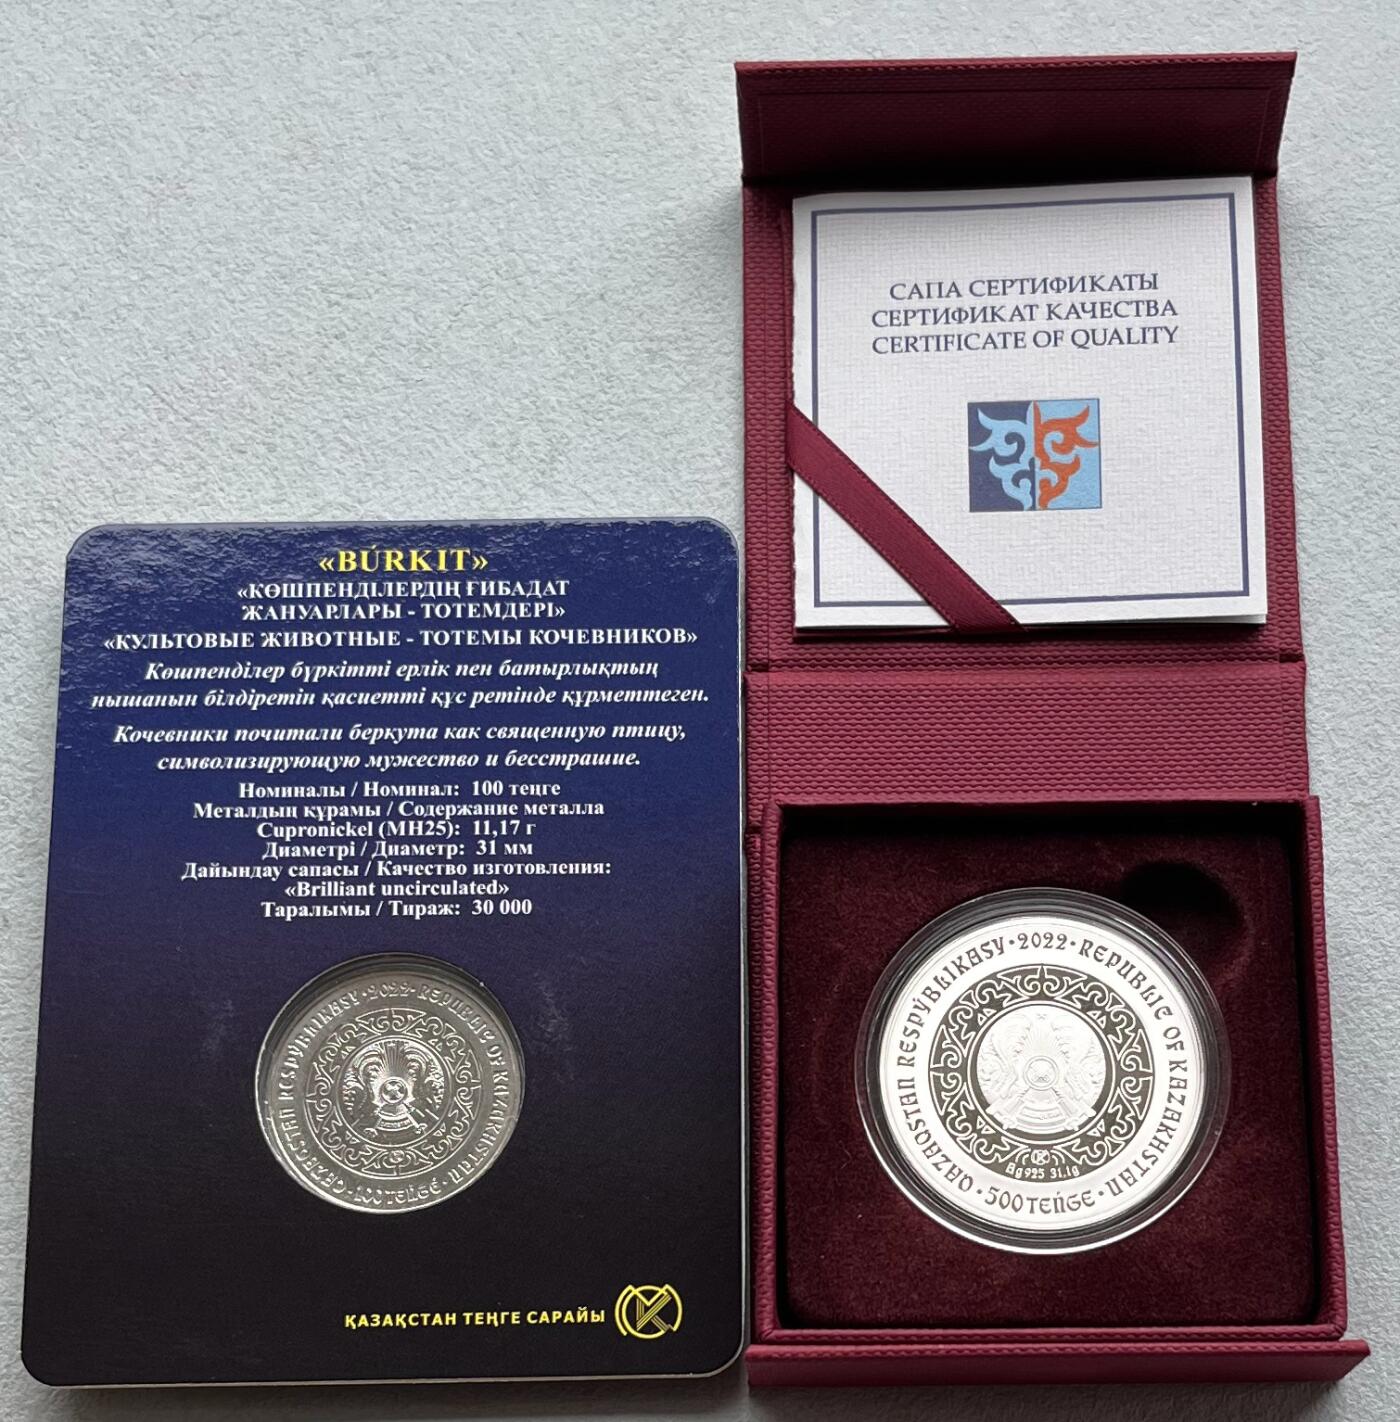 «BÚRKIT»
«КӨШПЕНДІЛЕРДІҢ ҒИБАДАТ
ЖАНУАРЛАРЫ - ТОТЕМДЕРІ»
«КУЛЬТОВЫЕ ЖИВОТНЫЕ - ТОТЕМЫ КОЧЕВНИКОВ»
Көшпенділер бүркітті ерлік пен батырлықтың
нышанын білдіретін қасиетті құс ретінде құрметтеген.
Кочевники почитали беркута как священную птицу,
символизирующую мужество и бесстрашие.
Номиналы / Номинал: 100 теңге
Металдың құрамы / Содержание металла
Cupronickel (МН25): 11,17 г
Диаметрі / Диаметр: 31 мм
Дайындау сапасы / Качество изготовления:
«Brilliant uncirculated»
Таралымы / Тираж: 30 000
QAZAQSTAN RESPÝBLIKASY · 2022 · REPUBLIC OF KAZAKHSTAN
· 100 TEŃGE ·
ҚАЗАҚСТАН ТЕҢГЕ САРАЙЫ
САПА СЕРТИФИКАТЫ
СЕРТИФИКАТ КАЧЕСТВА
CERTIFICATE OF QUALITY
QAZAQSTAN RESPÝBLIKASY · 2022 · REPUBLIC OF KAZAKHSTAN
Ag 925 31.1g
· 500 TEŃGE ·